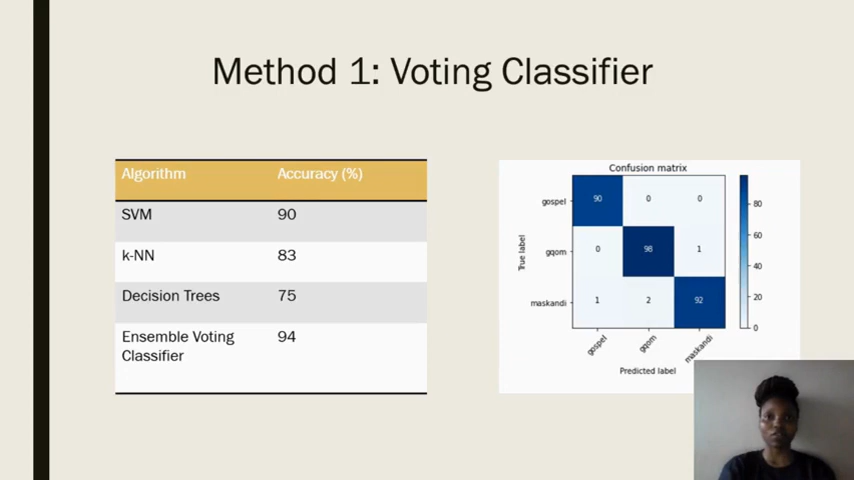 Method 1: Voting Classifier
Algorithm Accuracy (%)
SVM 90
k-NN 83
Decision Trees 75
Ensemble Voting 94
Classifier
Confusion matrix
gospel 90 0 0
gqom 0 98 1
maskandi 1 2 92
True label
gospel gqom maskandi
Predicted label
80
60
40
20
0